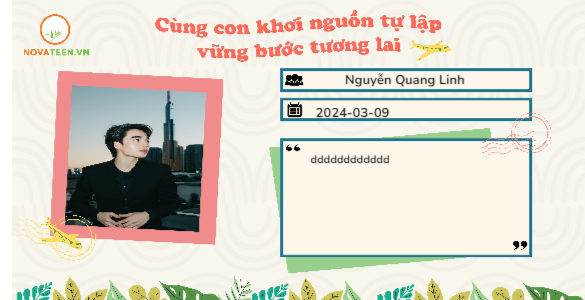 Cùng con khơi nguồn tự lập
vững bước tương lai
NOVATEEN.VN
Nguyễn Quang Linh
2024-03-09
“
dddddddddddd
”